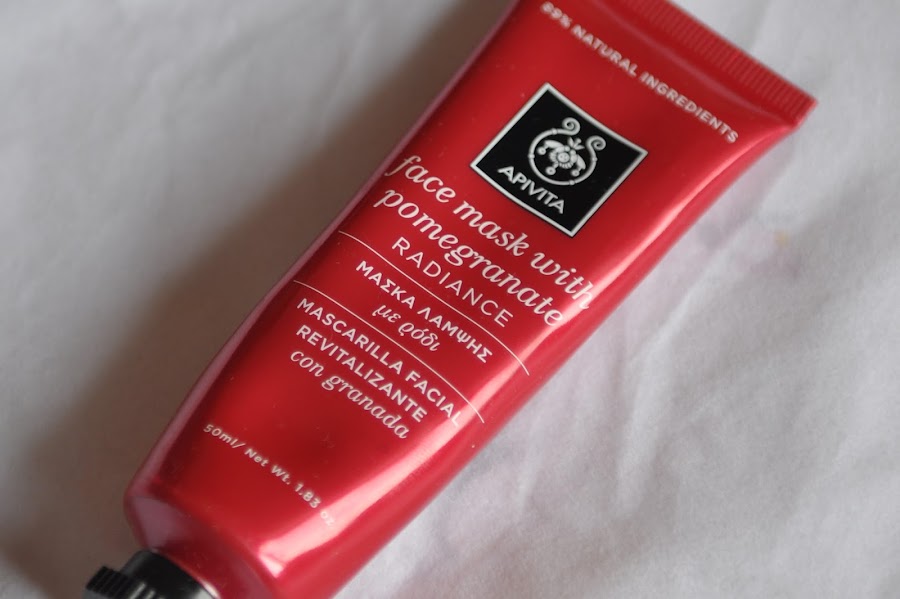 89% NATURAL INGREDIENTS
APIVITA
face mask with
pomegranate
RADIANCE
ΜΑΣΚΑ ΛΑΜΨΗΣ
με ρόδι
MASCARILLA FACIAL
REVITALIZANTE
con granada
50ml/ Net Wt. 1.83 oz.